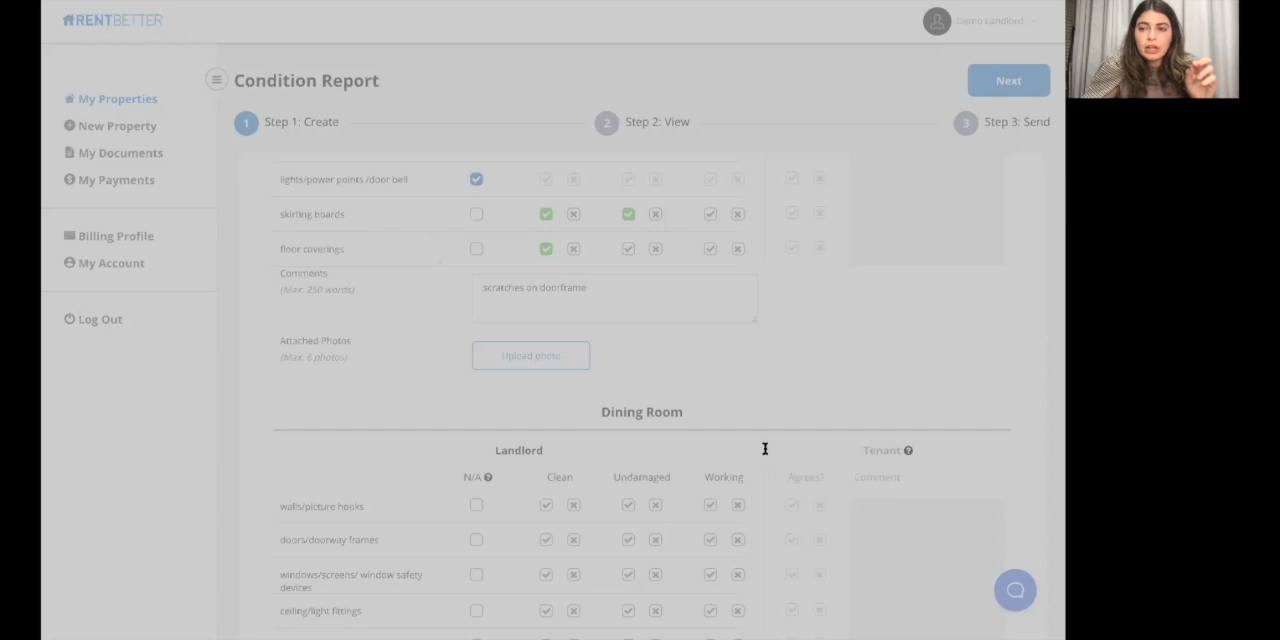 RENTBETTER
Demo Landlord
My Properties
New Property
My Documents
My Payments
Billing Profile
My Account
Log Out
Condition Report
Next
1 Step 1: Create
2 Step 2: View
3 Step 3: Send
lights/power points /door bell
skirting boards
floor coverings
Comments
(Max: 250 words)
scratches on doorframe
Attached Photos
(Max: 6 photos)
Upload photo
Dining Room
Landlord
Tenant
N/A Clean Undamaged Working Agrees? Comment
walls/picture hooks
doors/doorway frames
windows/screens/ window safety
devices
ceiling/light fittings